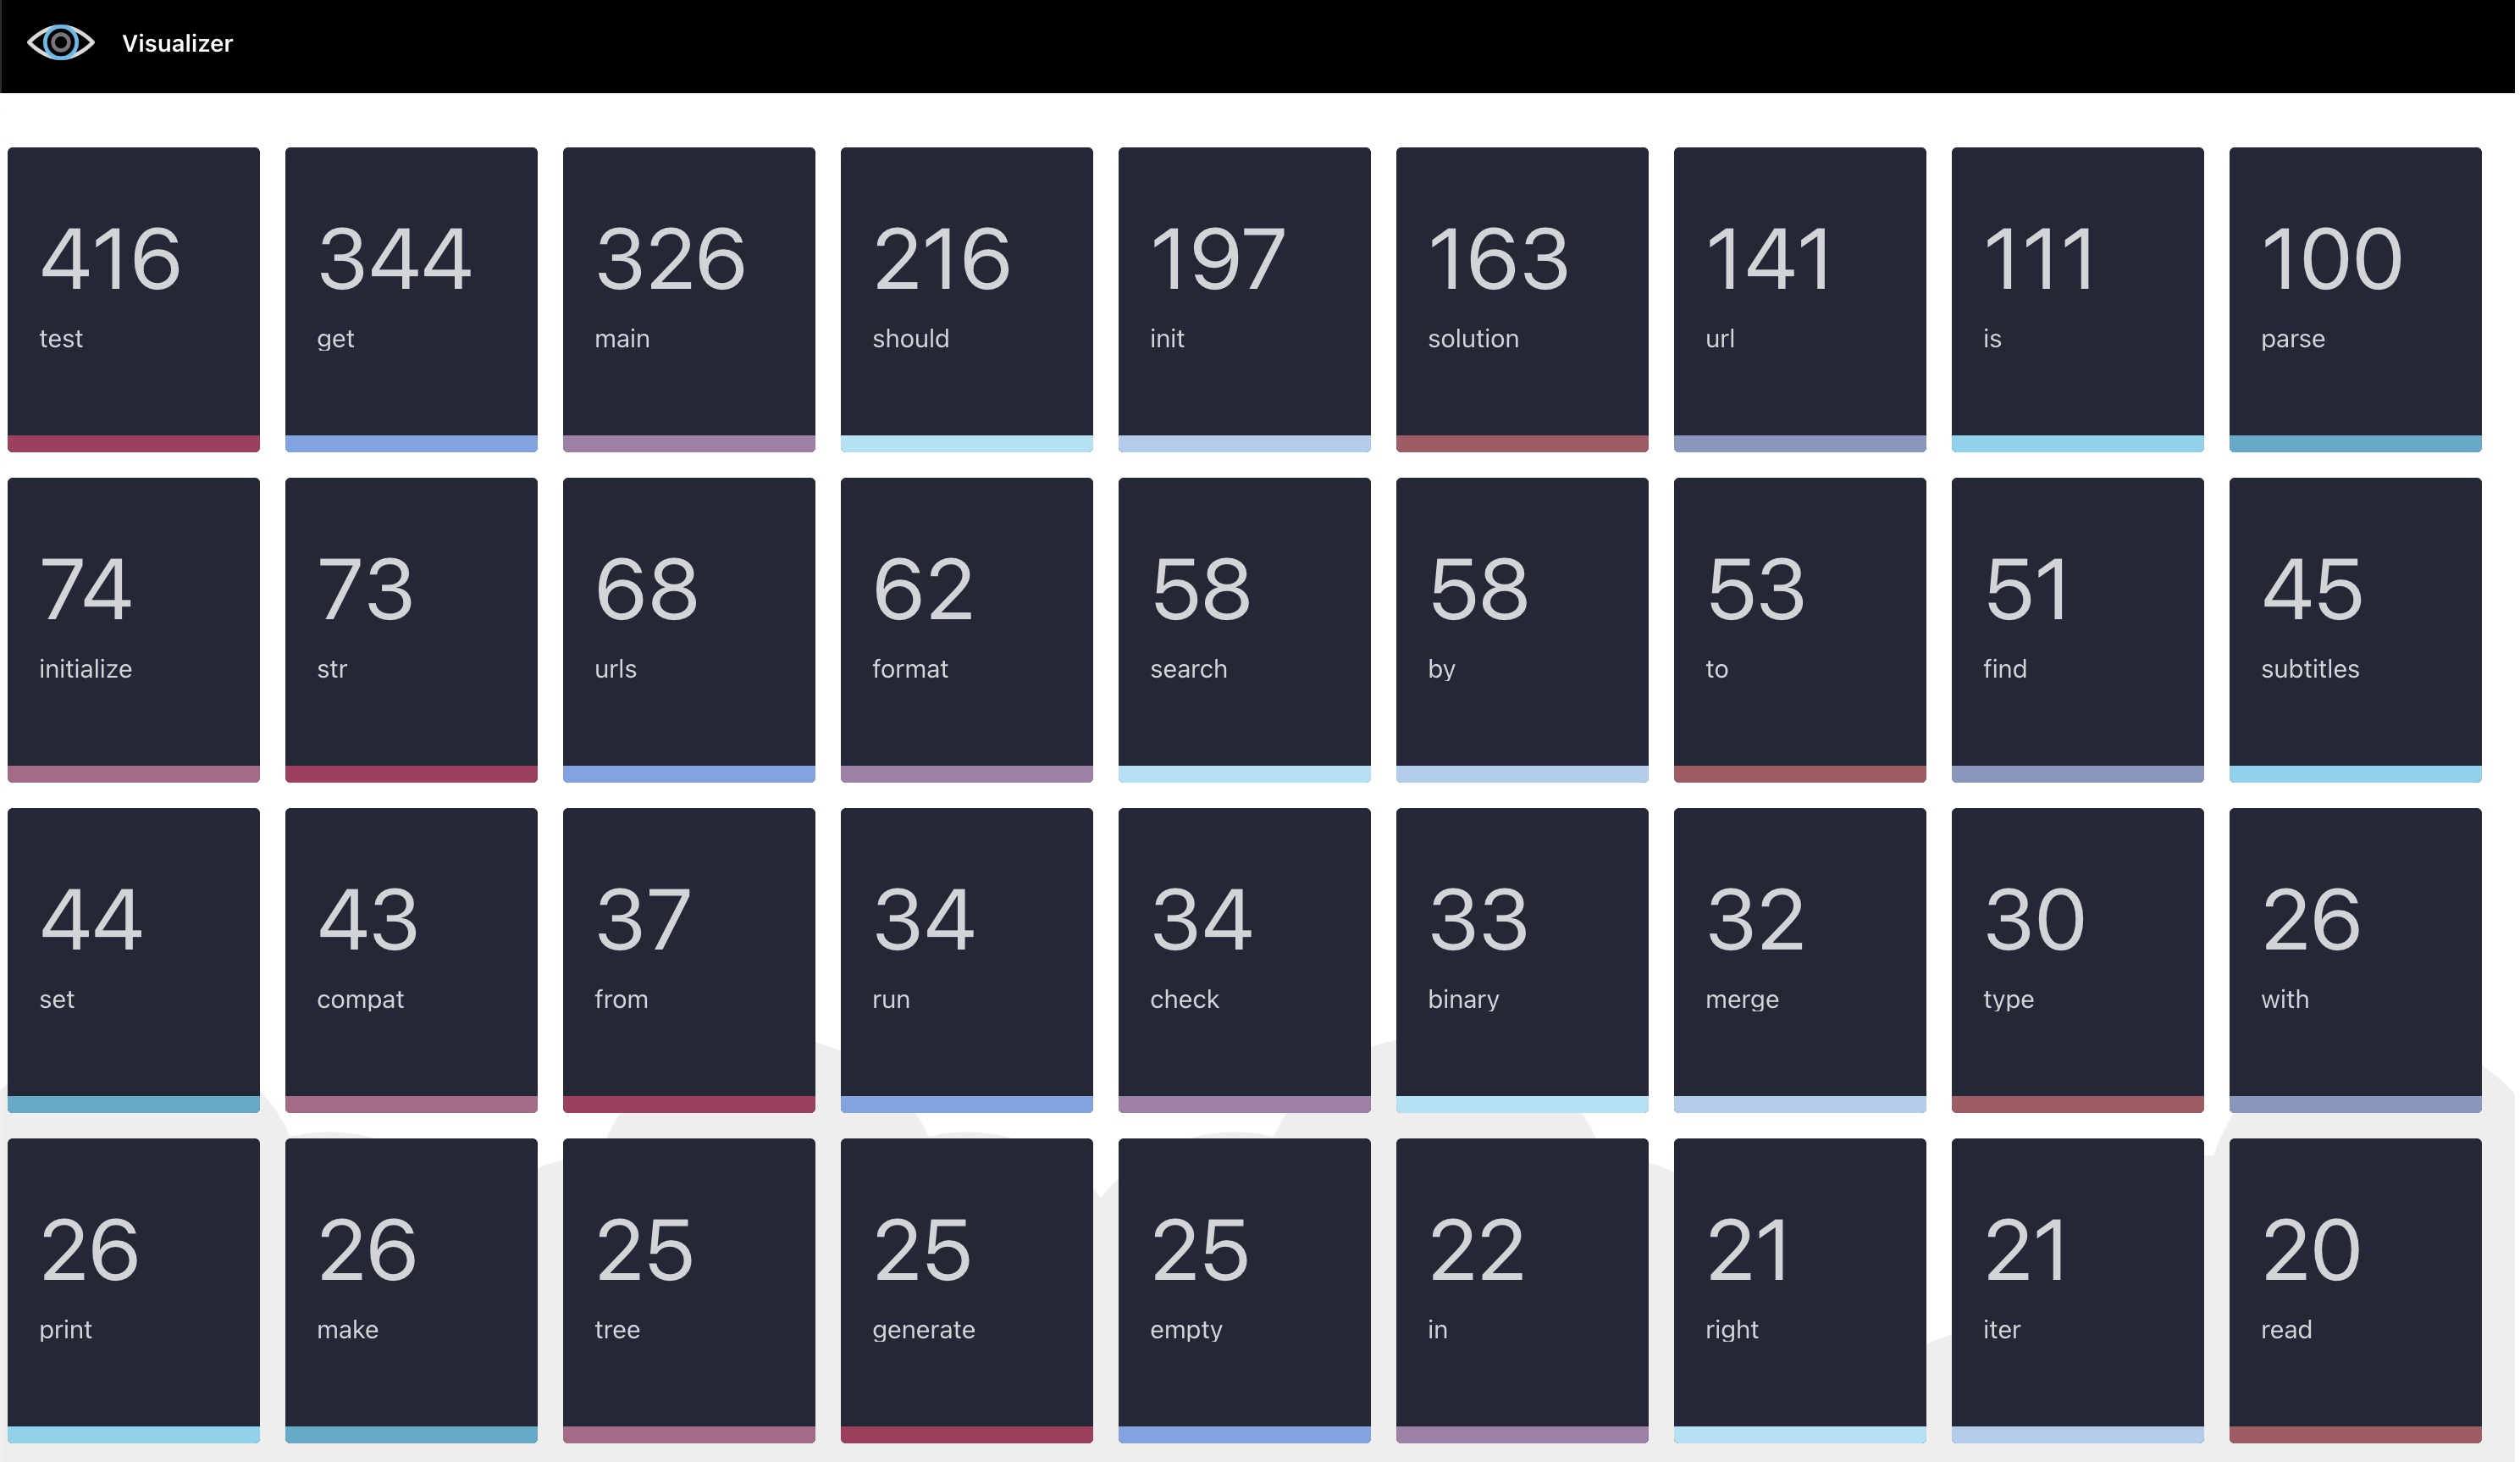 Visualizer
416 344 326 216 197 163 141 111 100
test get main should init solution url is parse
74 73 68 62 58 58 53 51 45
initialize str urls format search by to find subtitles
44 43 37 34 34 33 32 30 26
set compat from run check binary merge type with
26 26 25 25 25 22 21 21 20
print make tree generate empty in right iter read